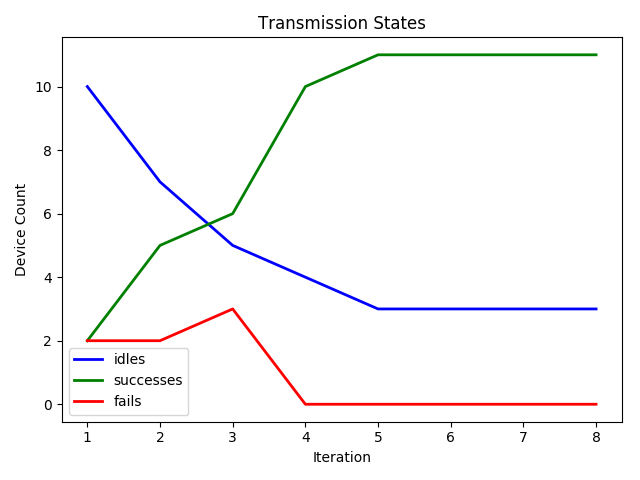 Transmission States
Device Count
10
8
6
4
2
0
idles
successes
fails
1 2 3 4 5 6 7 8
Iteration